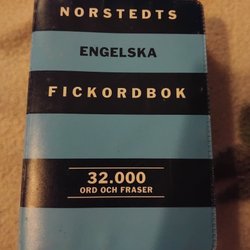 NORSTEDTS
ENGELSKA
FICKORDBOK
32.000
ORD OCH FRASER